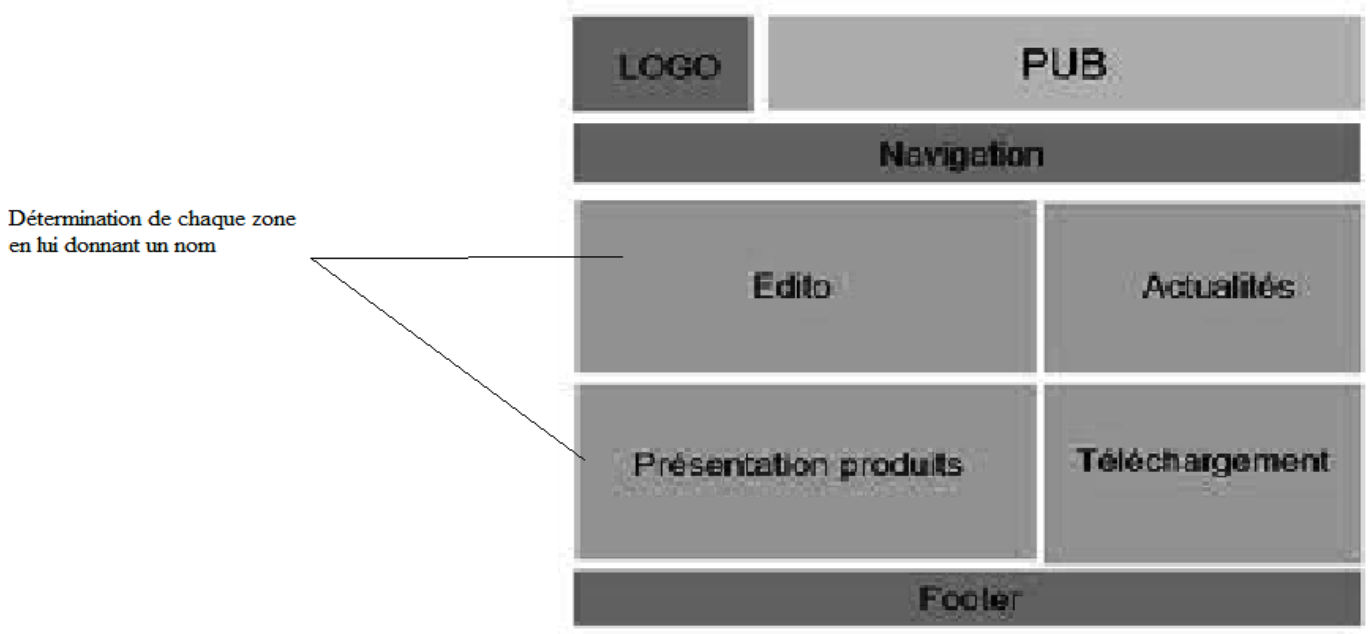 LOGO
PUB
Navigation
Détermination de chaque zone
en lui donnant un nom
Edito
Actualités
Présentation produits
Téléchargement
Footer